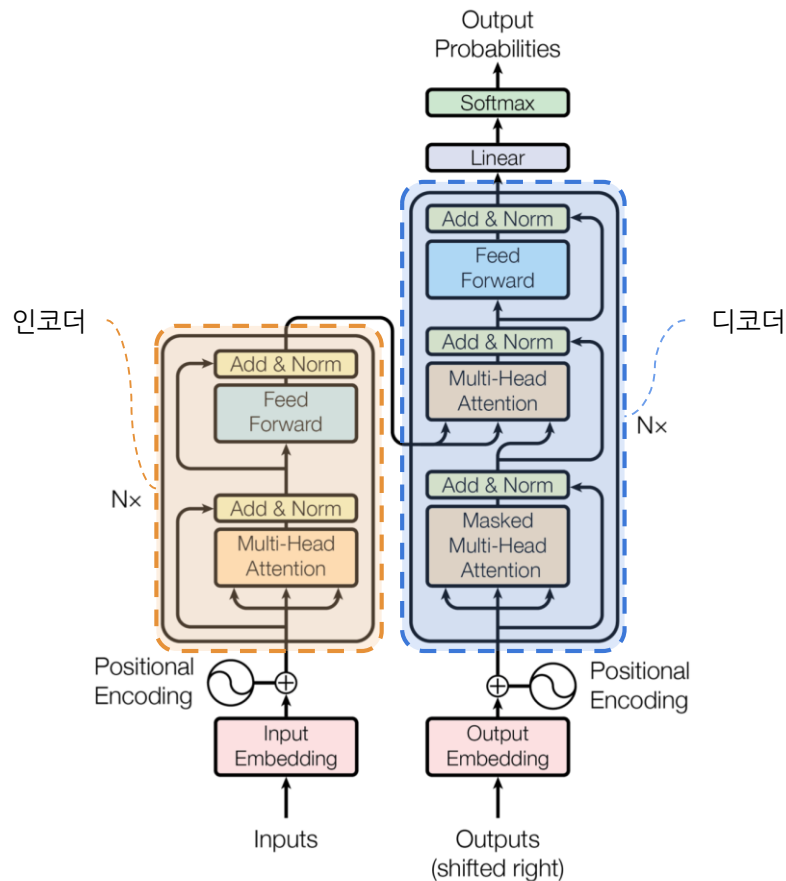 Output
Probabilities
Softmax
Linear
Add & Norm
Feed
Forward
Add & Norm
Multi-Head
Attention
Add & Norm
Masked
Multi-Head
Attention
디코더
N×
인코더
Add & Norm
Feed
Forward
N×
Add & Norm
Multi-Head
Attention
Positional
Encoding
Positional
Encoding
Input
Embedding
Output
Embedding
Inputs
Outputs
(shifted right)